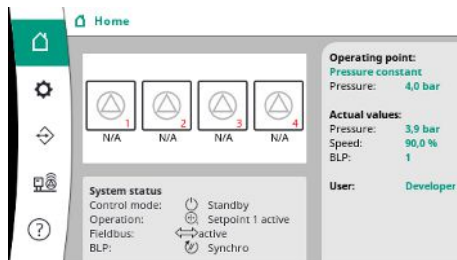 Home
1
2
3
4
N/A
N/A
N/A
N/A
System status
Control mode: Standby
Operation: Setpoint 1 active
Fieldbus: active
BLP: Synchro
Operating point:
Pressure constant
Pressure: 4,0 bar
Actual values:
Pressure: 3,9 bar
Speed: 90,0 %
BLP: 1
User: Developer
?